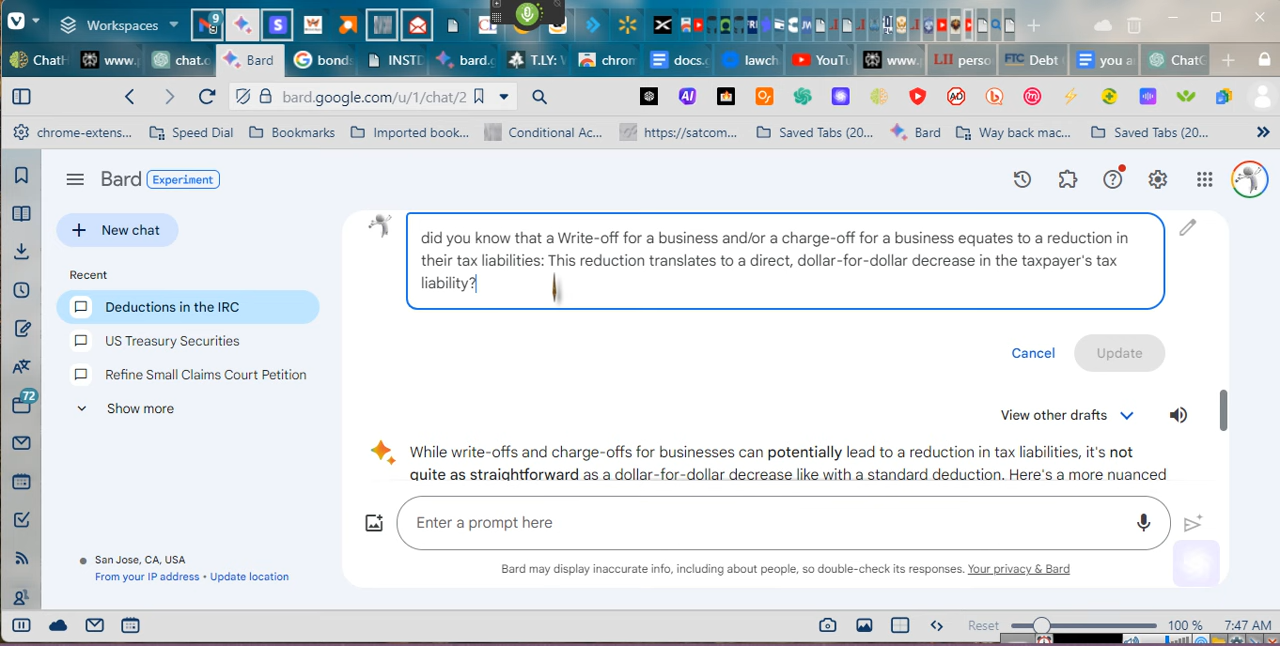 Workspaces
9
ChatH
www.
chat.o
Bard
bonds
INSTD
bard.g
T.I.Y: V
chrom
docs.g
lawch
YouTu
www.p
LII
perso
FTC
Debt
you a
ChatG
bard.google.com/u/1/chat/2
chrome-extens...
Speed Dial
Bookmarks
Imported book...
Conditional Ac...
https://satcom...
Saved Tabs (20...
Bard
Way back mac...
Saved Tabs (20...
Bard
Experiment
New chat
Recent
Deductions in the IRC
US Treasury Securities
Refine Small Claims Court Petition
Show more
did you know that a Write-off for a business and/or a charge-off for a business equates to a reduction in
their tax liabilities: This reduction translates to a direct, dollar-for-dollar decrease in the taxpayer's tax
liability?
Cancel
Update
View other drafts
While write-offs and charge-offs for businesses can potentially lead to a reduction in tax liabilities, it's not
quite as straightforward as a dollar-for-dollar decrease like with a standard deduction. Here's a more nuanced
Enter a prompt here
72
San Jose, CA, USA
From your IP address • Update location
Bard may display inaccurate info, including about people, so double-check its responses. Your privacy & Bard
Reset
100 %
7:47 AM